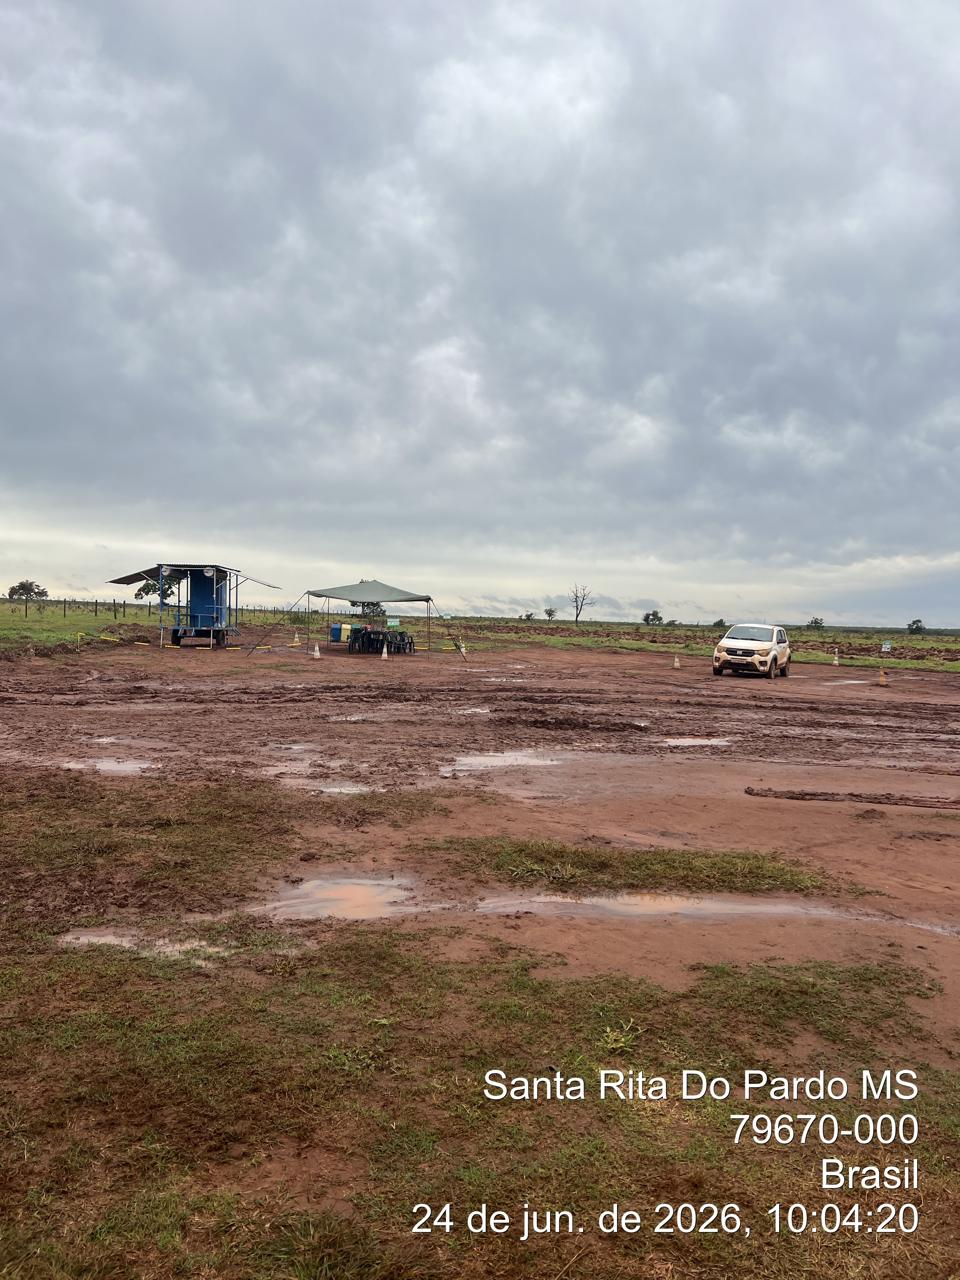 Santa Rita Do Pardo MS
79670-000
Brasil
24 de jun. de 2026, 10:04:20